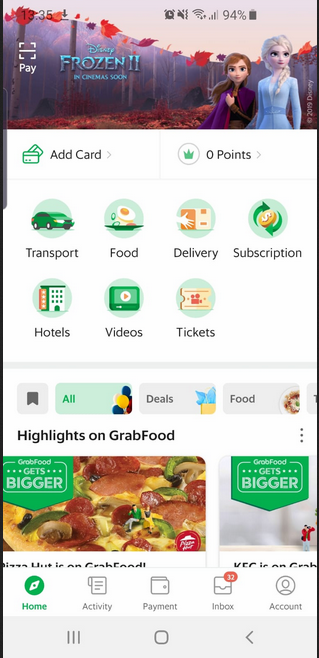 13:35
94%
Pay
Disney
FROZEN II
IN CINEMAS SOON
© 2019 Disney
Add Card
0 Points
Transport
Food
Delivery
Subscription
Hotels
Videos
Tickets
All
Deals
Food
Highlights on GrabFood
GrabFood
GETS
BIGGER
GrabFood
GETS
BIGGER
Pizza Hut
izza Hut is on GrabFood!
KFC is on Grab
32
Home
Activity
Payment
Inbox
Account